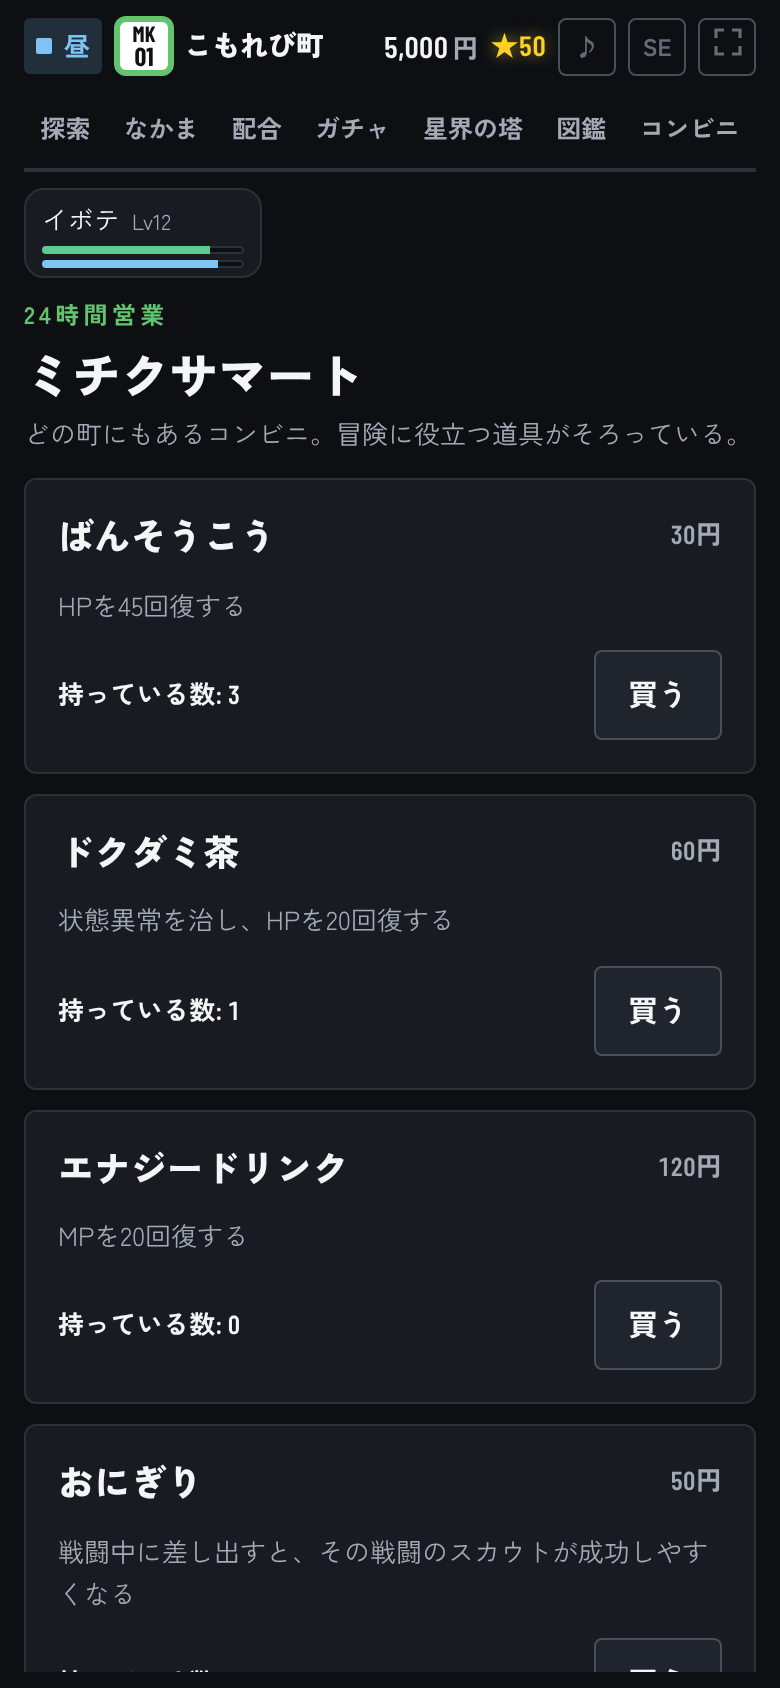 昼 MK 01 こもれび町 5,000 円 ★50 ♪ SE
探索 なかま 配合 ガチャ 星界の塔 図鑑 コンビニ
イボテ Lv12
24時間営業
ミチクサマート
どの町にもあるコンビニ。冒険に役立つ道具がそろっている。
ばんそうこう 30円
HPを45回復する
持っている数: 3 買う
ドクダミ茶 60円
状態異常を治し、HPを20回復する
持っている数: 1 買う
エナジードリンク 120円
MPを20回復する
持っている数: 0 買う
おにぎり 50円
戦闘中に差し出すと、その戦闘のスカウトが成功しやす
くなる